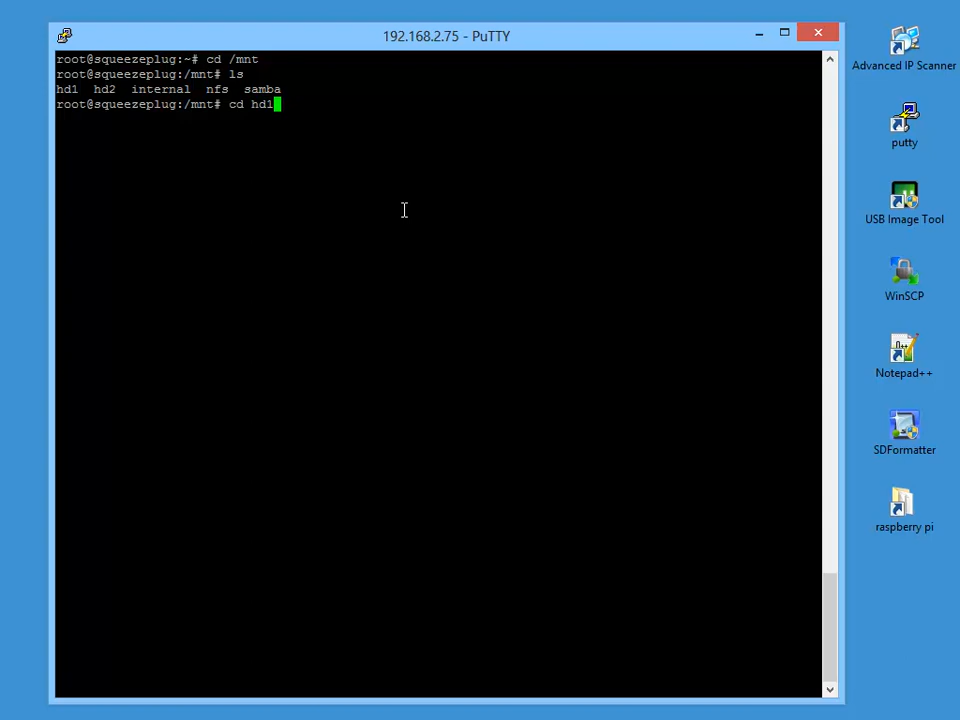 192.168.2.75 - PuTTY
root@squeezeplug:~# cd /mnt
root@squeezeplug:/mnt# ls
hd1  hd2  internal  nfs  samba
root@squeezeplug:/mnt# cd hd1
Advanced IP Scanner
putty
USB Image Tool
WinSCP
Notepad++
SDFormatter
raspberry pi